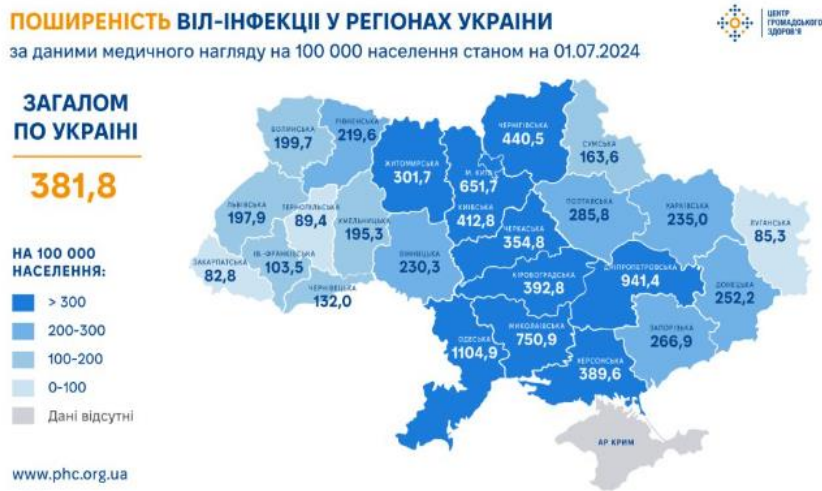 ПОШИРЕНІСТЬ ВІЛ-ІНФЕКЦІЇ У РЕГІОНАХ УКРАЇНИ
за даними медичного нагляду на 100 000 населення станом на 01.07.2024
ЦЕНТР
ГРОМАДСЬКОГО
ЗДОРОВ'Я
ЗАГАЛОМ
ПО УКРАЇНІ
381,8
ВОЛИНСЬКА
199,7
РІВНЕНСЬКА
219,6
ЖИТОМИРСЬКА
301,7
М. КИЇВ
651,7
КИЇВСЬКА
412,8
ЧЕРНІГІВСЬКА
440,5
СУМСЬКА
163,6
ЛЬВІВСЬКА
197,9
ТЕРНОПІЛЬСЬКА
89,4
ХМЕЛЬНИЦЬКА
195,3
ВІННИЦЬКА
230,3
ЧЕРКАСЬКА
354,8
ПОЛТАВСЬКА
285,8
ХАРКІВСЬКА
235,0
ЛУГАНСЬКА
85,3
ЗАКАРПАТСЬКА
82,8
ІВ-ФРАНКІВСЬКА
103,5
ЧЕРНІВЕЦЬКА
132,0
КІРОВОГРАДСЬКА
392,8
ДНІПРОПЕТРОВСЬКА
941,4
ДОНЕЦЬКА
252,2
ОДЕСЬКА
1104,9
МИКОЛАЇВСЬКА
750,9
ЗАПОРІЗЬКА
266,9
ХЕРСОНСЬКА
389,6
АР КРИМ
НА 100 000
НАСЕЛЕННЯ:
> 300
200-300
100-200
0-100
Дані відсутні
www.phc.org.ua